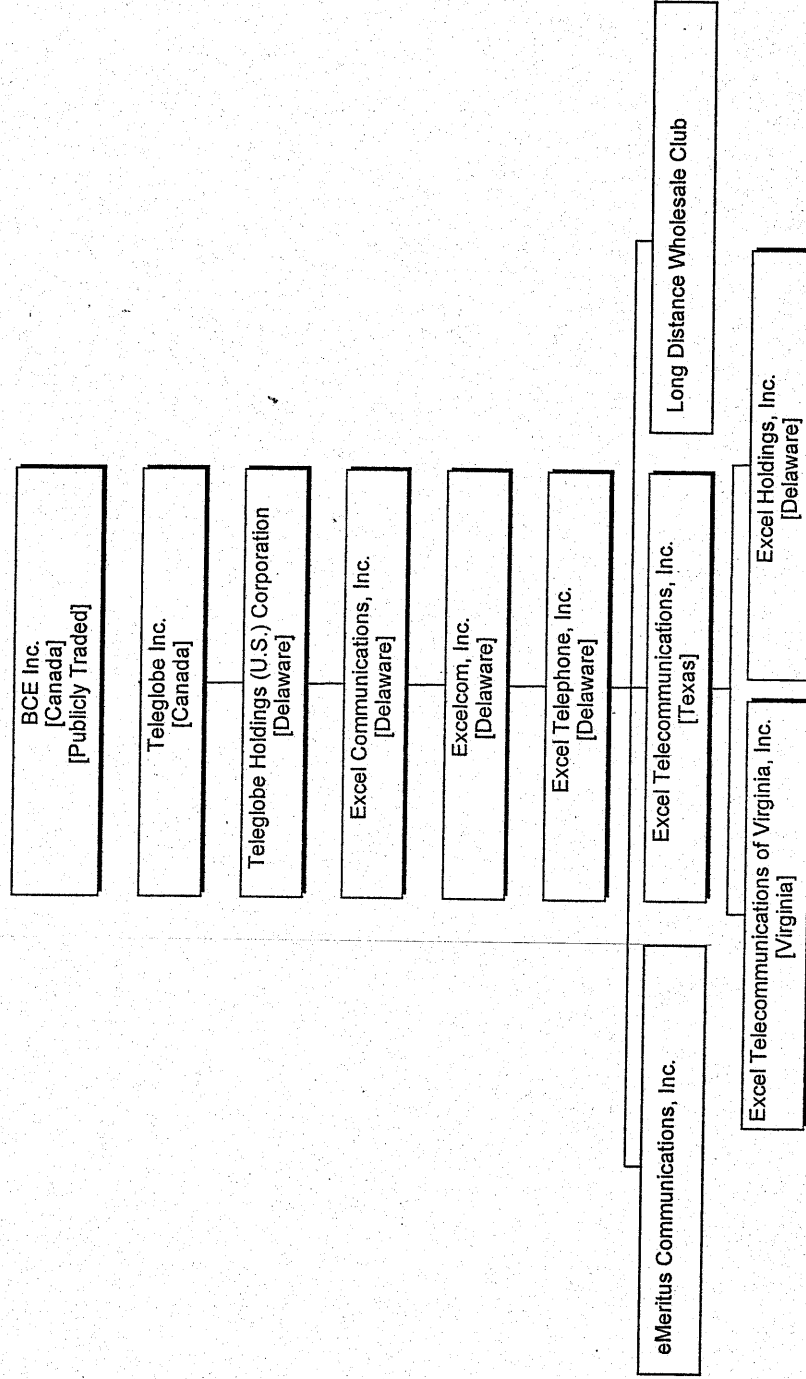 BCE Inc.
[Canada]
[Publicly Traded]
Teleglobe Inc.
[Canada]
Teleglobe Holdings (U.S.) Corporation
[Delaware]
Excel Communications, Inc.
[Delaware]
Excelcom, Inc.
[Delaware]
Excel Telephone, Inc.
[Delaware]
eMeritus Communications, Inc.
Excel Telecommunications, Inc.
[Texas]
Long Distance Wholesale Club
Excel Telecommunications of Virginia, Inc.
[Virginia]
Excel Holdings, Inc.
[Delaware]